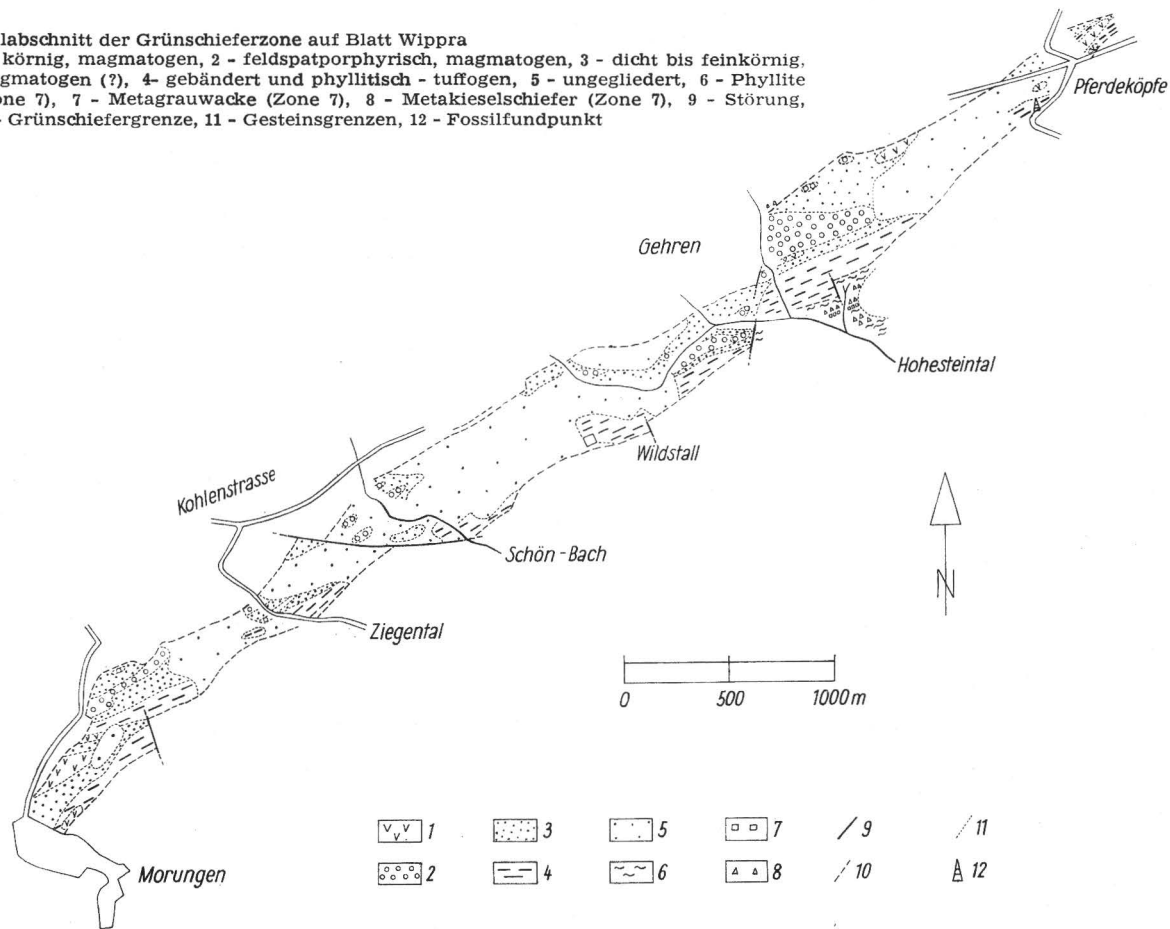 labschnitt der Grünschieferzone auf Blatt Wippra
körnig, magmatogen, 2 - feldspatporphyrisch, magmatogen, 3 - dicht bis feinkörnig,
gmatogen (?), 4- gebändert und phyllitisch - tuffogen, 5 - ungegliedert, 6 - Phyllite
ne 7), 7 - Metagrauwacke (Zone 7), 8 - Metakieselschiefer (Zone 7), 9 - Störung,
- Grünschiefergrenze, 11 - Gesteinsgrenzen, 12 - Fossilfundpunkt
Pferdeköpfe
Gehren
Hohesteintal
Wildstall
Kohlenstrasse
Schön-Bach
N
Ziegental
0 500 1000m
Morungen
1 3 5 7 9 11
2 4 6 8 10 12